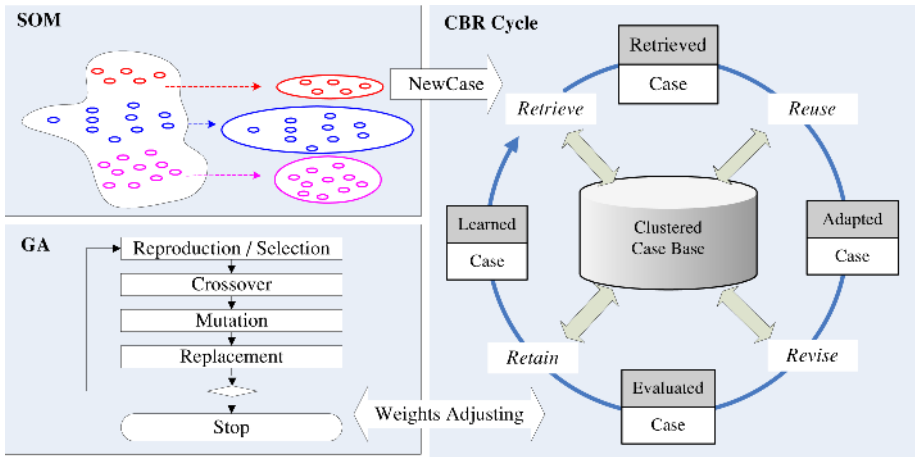 SOM
NewCase
GA
Reproduction / Selection
Crossover
Mutation
Replacement
Stop
Weights Adjusting
CBR Cycle
Retrieved
Case
Retrieve
Reuse
Learned
Case
Clustered
Case Base
Adapted
Case
Retain
Revise
Evaluated
Case